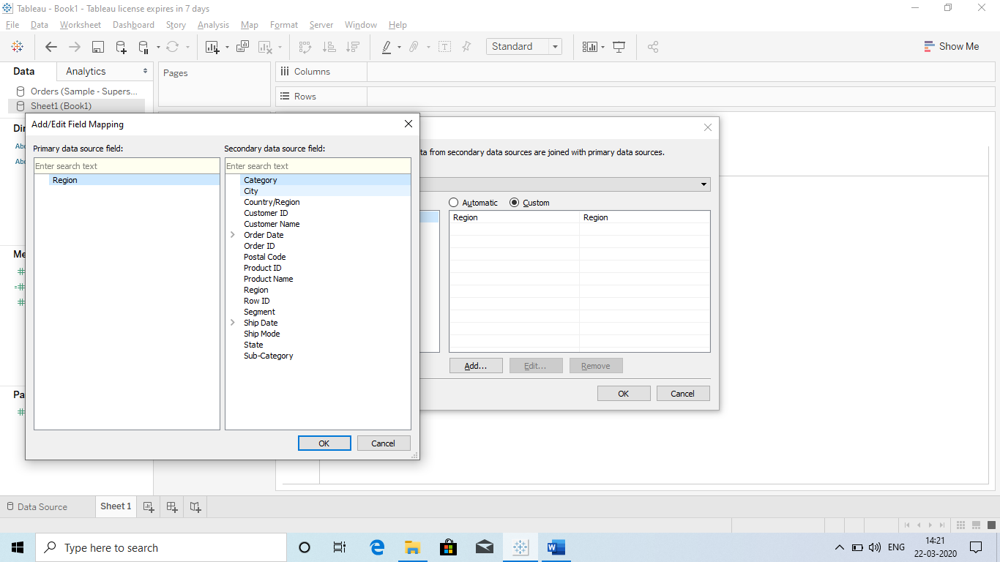 Tableau - Book1 - Tableau license expires in 7 days
File Data Worksheet Dashboard Story Analysis Map Format Server Window Help
Standard
Show Me
Data Analytics
Pages
Columns
Orders (Sample - Supers...
Sheet1 (Book1)
Rows
Add/Edit Field Mapping
Primary data source field:
Secondary data source field:
Enter search text
Enter search text
Region
Category
City
Country/Region
Customer ID
Customer Name
Order Date
Order ID
Postal Code
Product ID
Product Name
Region
Row ID
Segment
Ship Date
Ship Mode
State
Sub-Category
OK Cancel
ta from secondary data sources are joined with primary data sources.
Automatic Custom
Region Region
Add... Edit... Remove
OK Cancel
Di
Abc
Abc
Me
#
=#
#
Pa
#
Data Source Sheet 1
Type here to search
ENG
14:21
22-03-2020